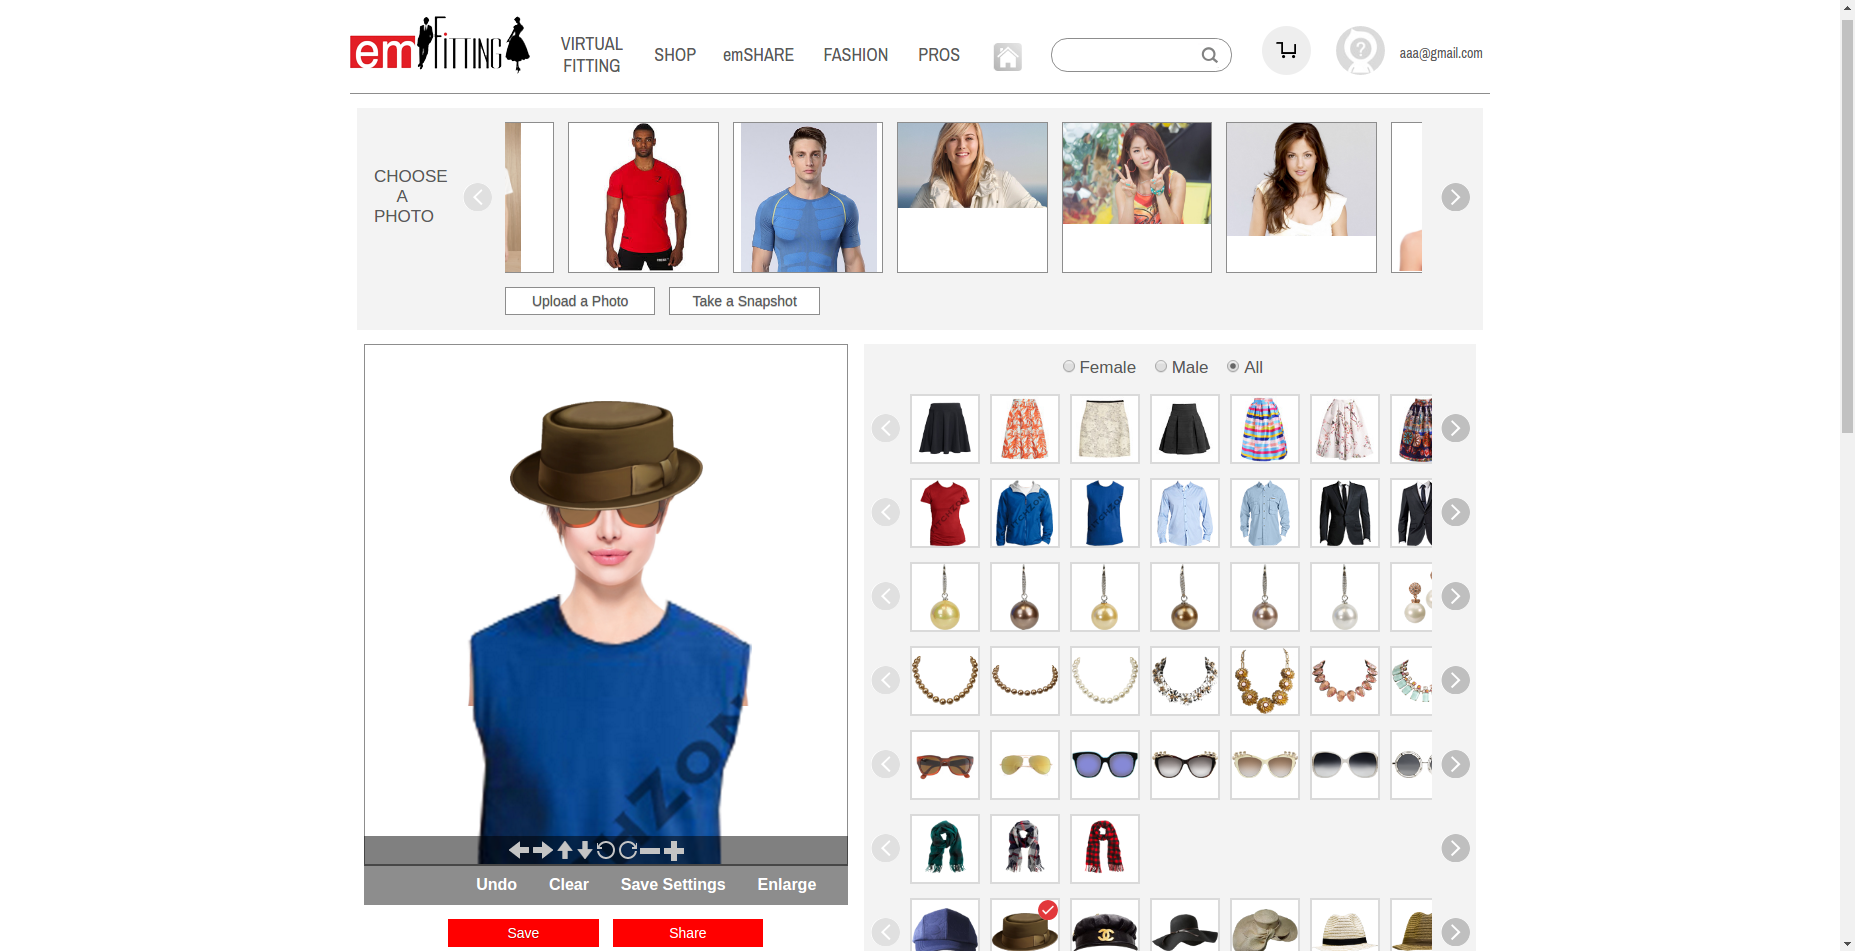 emFITTING
VIRTUAL
FITTING
SHOP
emSHARE
FASHION
PROS
aaa@gmail.com
CHOOSE
A
PHOTO
Upload a Photo
Take a Snapshot
Female
Male
All
Undo
Clear
Save Settings
Enlarge
Save
Share